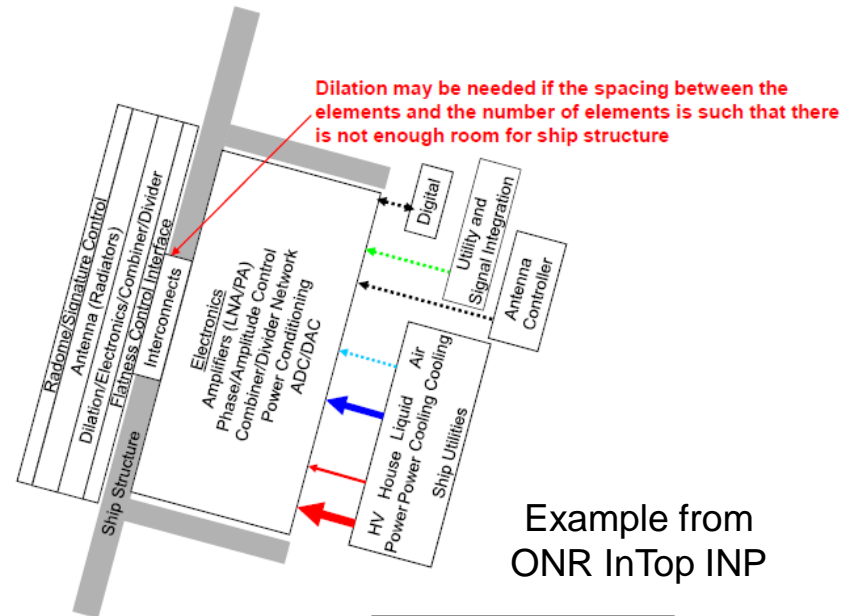 Dilation may be needed if the spacing between the
elements and the number of elements is such that there
is not enough room for ship structure
Radome/Signature Control
Antenna (Radiators)
Dilation/Electronics/Combiner/Divider
Flatness Control Interface
Interconnects
Ship Structure
Electronics
Amplifiers (LNA/PA)
Phase/Amplitude Control
Combiner/Divider Network
Power Conditioning
ADC/DAC
Digital
Utility and
Signal Integration
Antenna
Controller
HV
Power
House
Power
Liquid
Cooling
Air
Cooling
Ship Utilities
Example from
ONR InTop INP